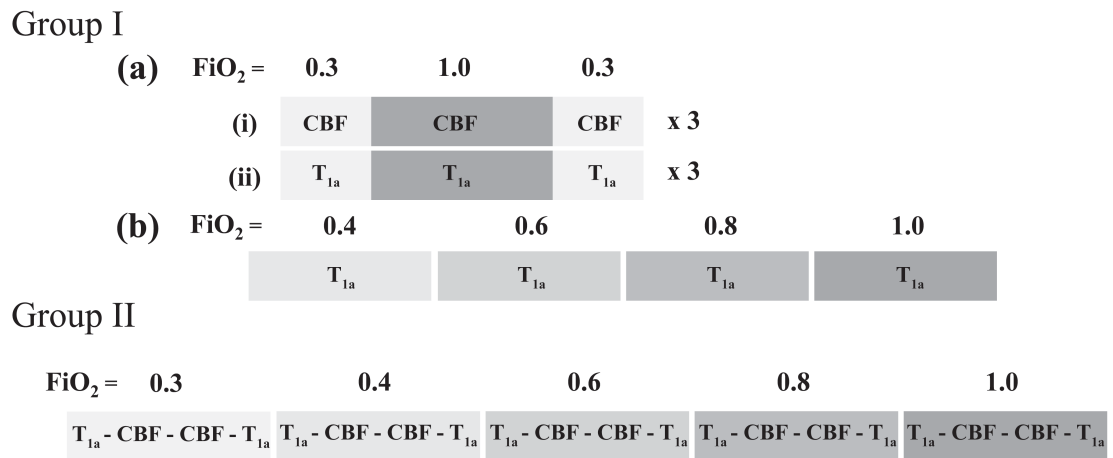 Group I
(a) FiO2 = 0.3 1.0 0.3
(i) CBF CBF CBF x 3
(ii) T1a T1a T1a x 3
(b) FiO2 = 0.4 0.6 0.8 1.0
T1a T1a T1a T1a
Group II
FiO2 = 0.3 0.4 0.6 0.8 1.0
T1a - CBF - CBF - T1a T1a - CBF - CBF - T1a T1a - CBF - CBF - T1a T1a - CBF - CBF - T1a T1a - CBF - CBF - T1a